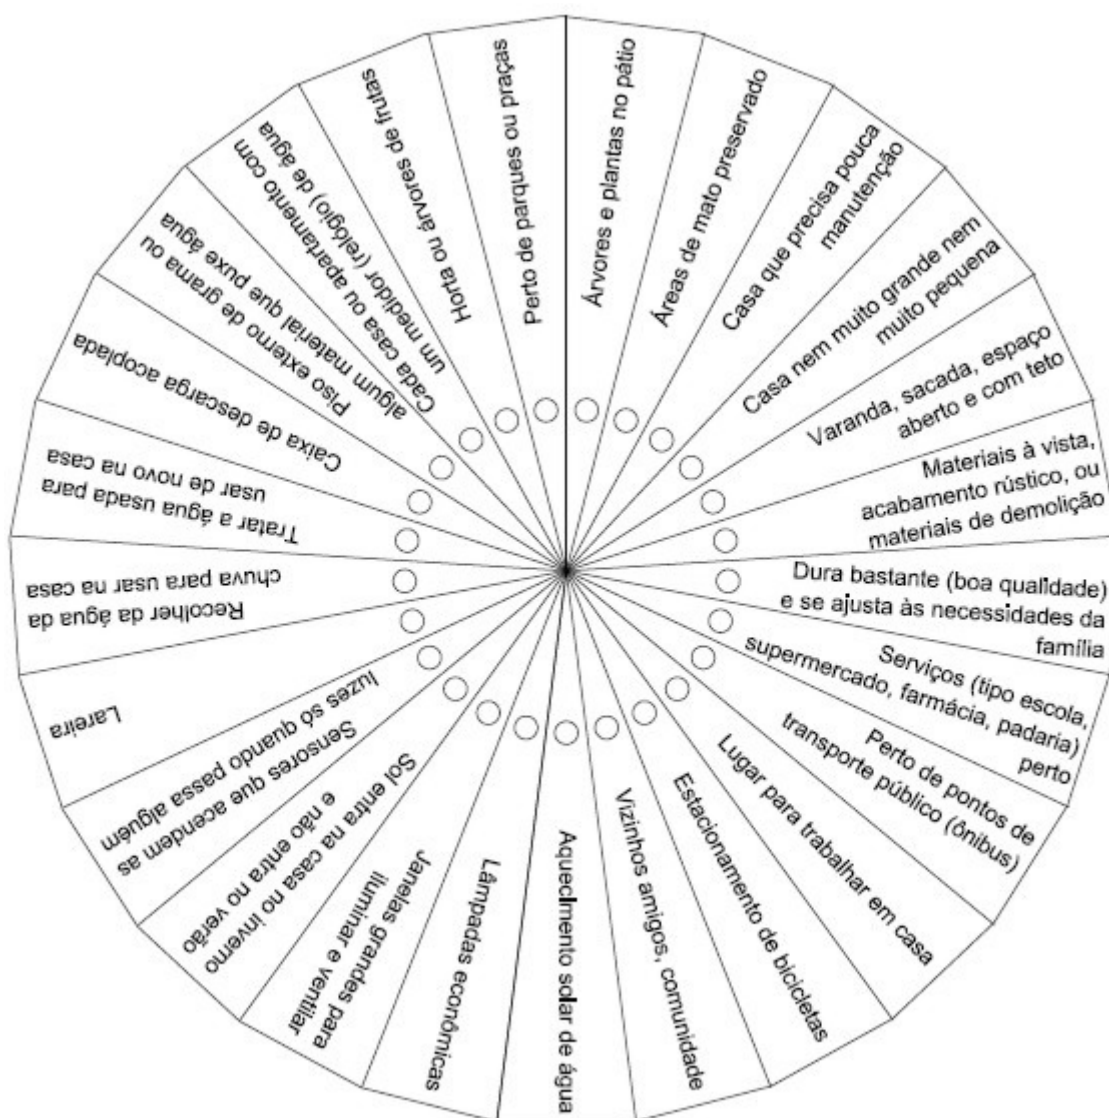 Árvores e plantas no pátio
Áreas de mato preservado
Casa que precisa pouca
manutenção
Casa nem muito grande nem
muito pequena
Varanda, sacada, espaço
aberto e com teto
Materiais à vista,
acabamento rústico, ou
materiais de demolição
Dura bastante (boa qualidade)
e se ajusta às necessidades da
família
Serviços (tipo escola,
supermercado, farmácia, padaria)
perto
Perto de pontos de
transporte público (ônibus)
Lugar para trabalhar em casa
Estacionamento de bicicletas
Vizinhos amigos, comunidade
Aquecimento solar de água
Lâmpadas econômicas
Janelas grandes para
iluminar e ventilar
Sol entra na casa no inverno
e não entra no verão
Sensores que acendem as
luzes só quando passa alguém
Lareira
Recolher da água da
chuva para usar na casa
Tratar a água usada para
usar de novo na casa
Caixa de descarga acoplada
Piso externo de grama ou
algum material que puxe água
Cada casa ou apartamento com
um medidor (relógio) de água
Horta ou árvores de frutas
Perto de parques ou praças